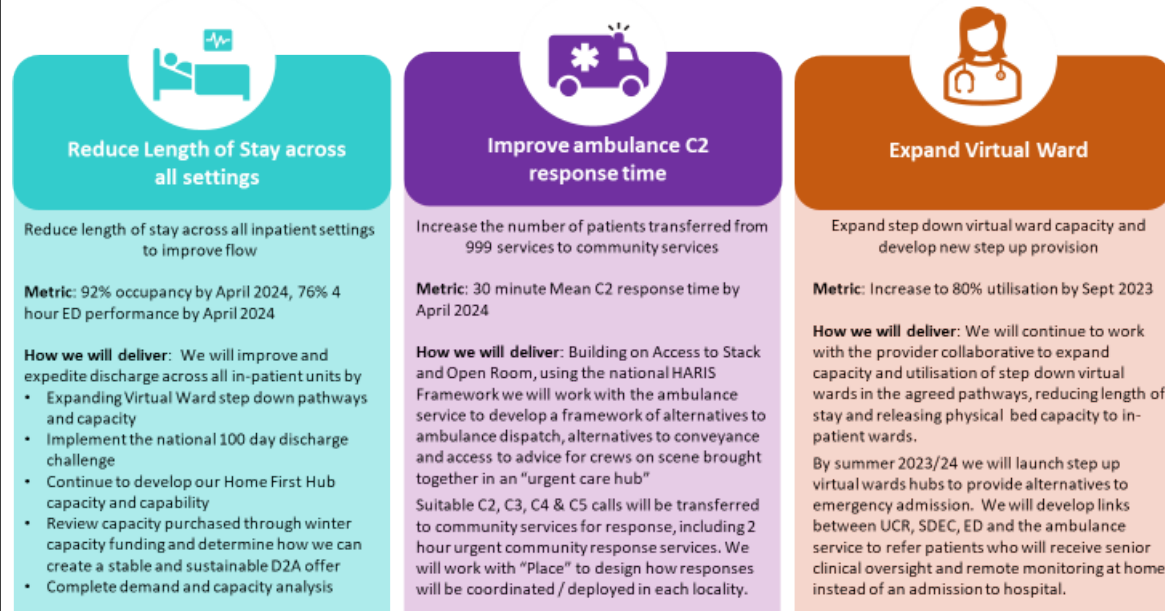 Reduce Length of Stay across
all settings
Reduce length of stay across all inpatient settings
to improve flow
Metric: 92% occupancy by April 2024, 76% 4
hour ED performance by April 2024
How we will deliver: We will improve and
expedite discharge across all in-patient units by
• Expanding Virtual Ward step down pathways
and capacity
• Implement the national 100 day discharge
challenge
• Continue to develop our Home First Hub
capacity and capability
• Review capacity purchased through winter
capacity funding and determine how we can
create a stable and sustainable D2A offer
• Complete demand and capacity analysis
Improve ambulance C2
response time
Increase the number of patients transferred from
999 services to community services
Metric: 30 minute Mean C2 response time by
April 2024
How we will deliver: Building on Access to Stack
and Open Room, using the national HARIS
Framework we will work with the ambulance
service to develop a framework of alternatives to
ambulance dispatch, alternatives to conveyance
and access to advice for crews on scene brought
together in an “urgent care hub”
Suitable C2, C3, C4 & C5 calls will be transferred
to community services for response, including 2
hour urgent community response services. We
will work with “Place” to design how responses
will be coordinated / deployed in each locality.
Expand Virtual Ward
Expand step down virtual ward capacity and
develop new step up provision
Metric: Increase to 80% utilisation by Sept 2023
How we will deliver: We will continue to work
with the provider collaborative to expand
capacity and utilisation of step down virtual
wards in the agreed pathways, reducing length of
stay and releasing physical bed capacity to in-
patient wards.
By summer 2023/24 we will launch step up
virtual wards hubs to provide alternatives to
emergency admission. We will develop links
between UCR, SDEC, ED and the ambulance
service to refer patients who will receive senior
clinical oversight and remote monitoring at home
instead of an admission to hospital.